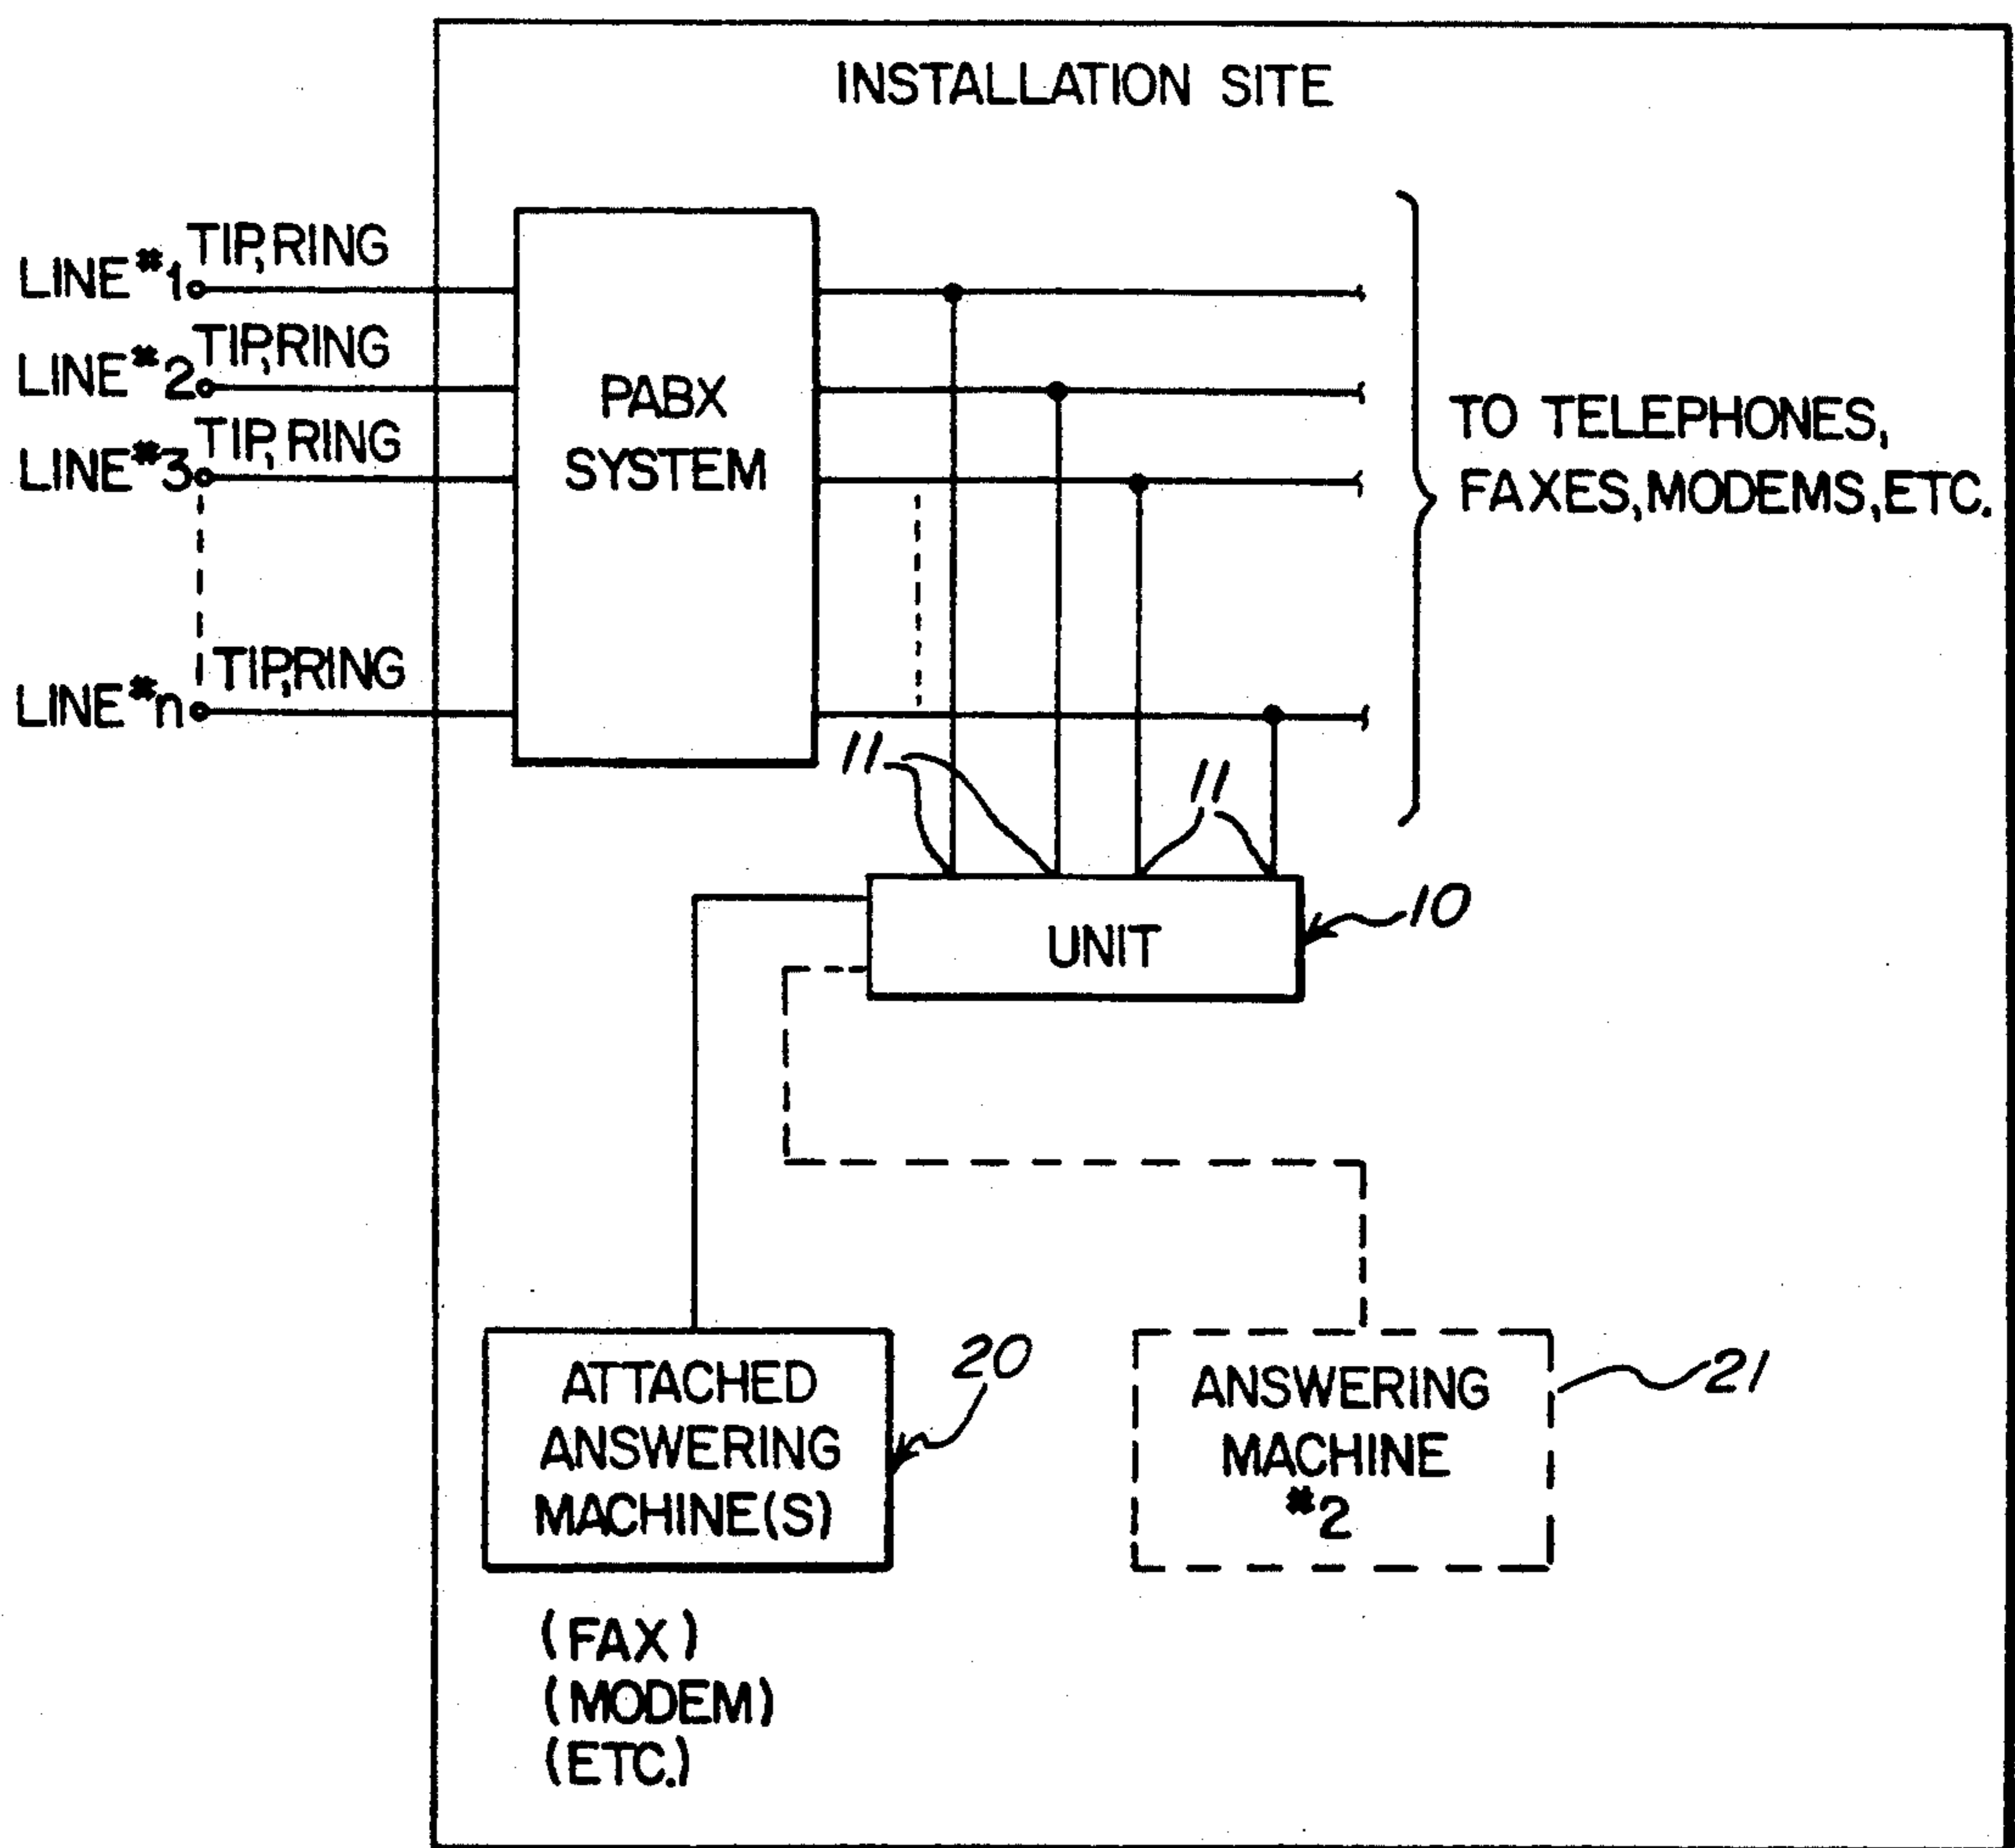 INSTALLATION SITE
LINE #1 TIP, RING
LINE #2 TIP, RING
LINE #3 TIP, RING
LINE #n TIP, RING
PABX
SYSTEM
TO TELEPHONES,
FAXES, MODEMS, ETC.
11
11
UNIT
10
ATTACHED
ANSWERING
MACHINE(S)
20
ANSWERING
MACHINE
#2
21
(FAX)
(MODEM)
(ETC.)